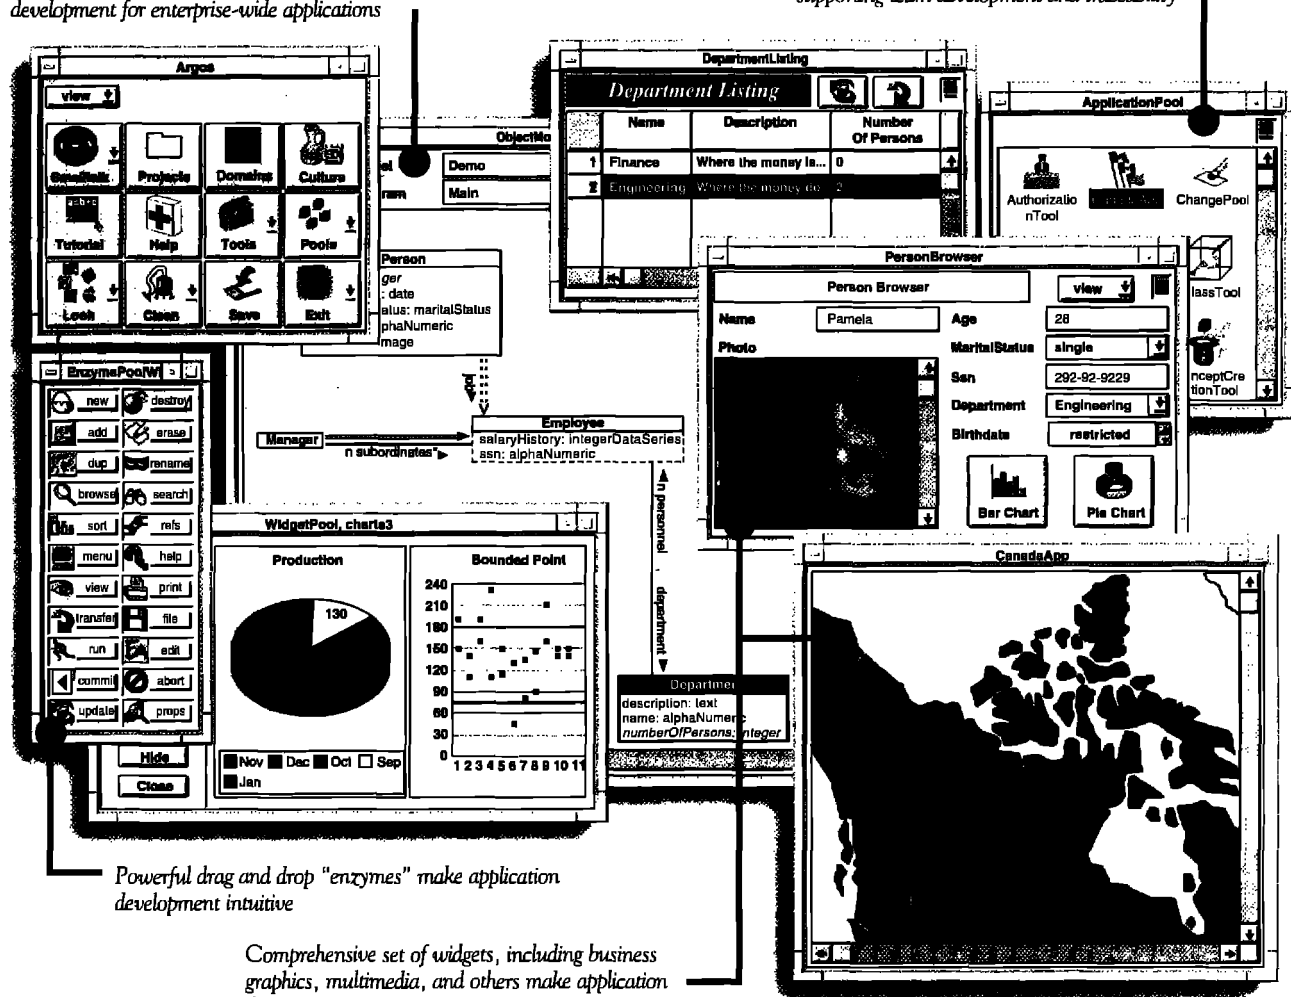 development for enterprise-wide applications
Argos
view
Smalltalk
Projects
Domains
Culture
Tutorial
Help
Tools
Pools
Look
Clean
Save
Exit
ObjectMo
Demo
ram
Main
Person
ger
: date
atus: maritalStatus
phaNumeric
mage
job
Manager
n subordinates
Employee
salaryHistory: integerDataSeries
ssn: alphaNumeric
n personnel
department
Departmen
description: text
name: alphaNumeric
numberOfPersons: integer
DepartmentListing
Department Listing
Name Description Number
Of Persons
1 Finance Where the money is... 0
2 Engineering Where the money do 2
ApplicationPool
Authorizatio
nTool
ChangePool
lassTool
nceptCre
tionTool
PersonBrowser
Person Browser
view
Name Pamela
Photo
Age 28
MaritalStatus single
Ssn 292-92-9229
Department Engineering
Birthdate restricted
Bar Chart
Pie Chart
EnzymePoolW
new destroy
add erase
dup rename
browse search
sort refs
menu help
view print
transfer file
run edit
commit abort
update props
Hide
Close
WidgetPool, charts3
Production
130
Nov Dec Oct Sep
Jan
Bounded Point
240
210
180
150
120
90
60
30
0
1 2 3 4 5 6 7 8 9 10 11
CanadaApp
Powerful drag and drop "enzymes" make application
development intuitive
Comprehensive set of widgets, including business
graphics, multimedia, and others make application